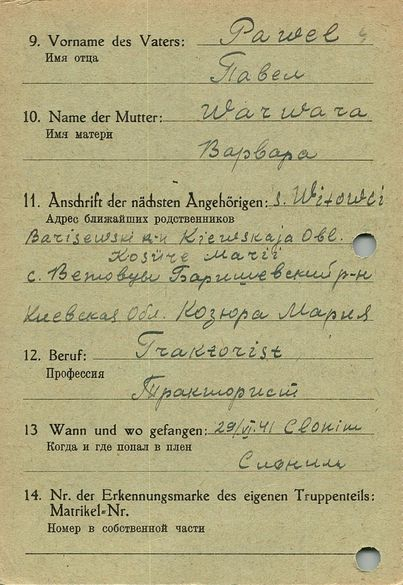 9. Vorname des Vaters: Pawel
Имя отца
Павел
10. Name der Mutter: Warwara
Имя матери
Варвара
11. Anschrift der nächsten Angehörigen: s. Witowci
Адрес ближайших родственников
Barisewski r-n Kiewskaja Obl.
Marii
с. Ветовцы Баришевский р-н
Киевская Обл. Козюра Мария
12. Beruf: Traktorist
Профессия
Тракторист
13 Wann und wo gefangen: 29/VI.41 Slonim
Когда и где попал в плен
Слоним
14. Nr. der Erkennungsmarke des eigenen Truppenteils:
Matrikel-Nr.
Номер в собственной части